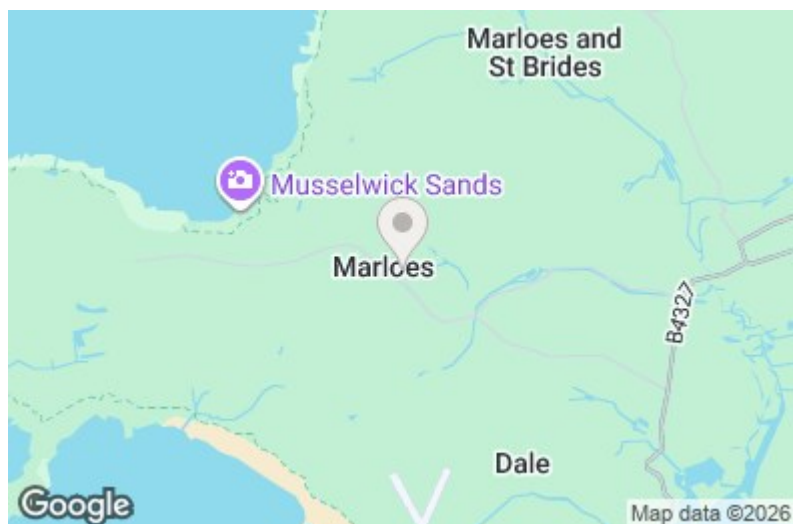 Marloes and
St Brides
Musselwick Sands
Marloes
B4327
Dale
Google
Map data ©2026